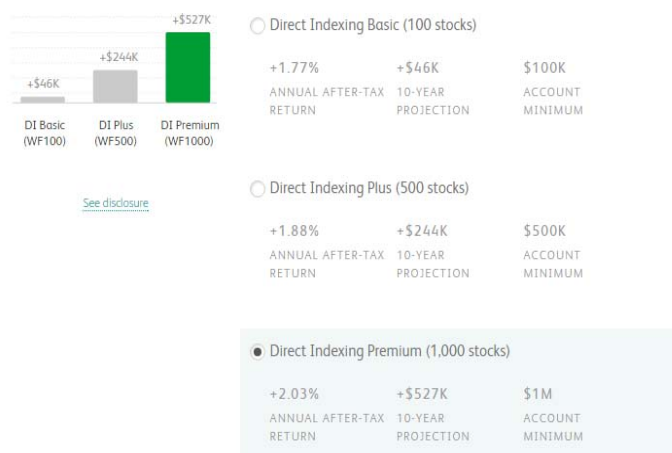 +$527K
+$244K
+$46K
DI Basic
(WF100)
DI Plus
(WF500)
DI Premium
(WF1000)
See disclosure
Direct Indexing Basic (100 stocks)
+1.77% +$46K $100K
ANNUAL AFTER-TAX 10-YEAR ACCOUNT
RETURN PROJECTION MINIMUM
Direct Indexing Plus (500 stocks)
+1.88% +$244K $500K
ANNUAL AFTER-TAX 10-YEAR ACCOUNT
RETURN PROJECTION MINIMUM
Direct Indexing Premium (1,000 stocks)
+2.03% +$527K $1M
ANNUAL AFTER-TAX 10-YEAR ACCOUNT
RETURN PROJECTION MINIMUM